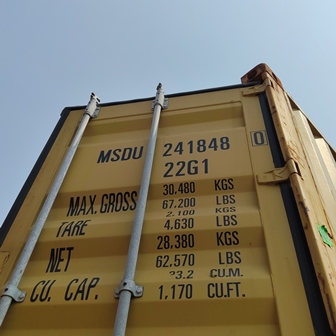 MSDU 241848 0
22G1
MAX. GROSS 30.480 KGS
67,200 LBS
TARE 2.100 KGS
4.630 LBS
NET 28,380 KGS
62,570 LBS
CU. CAP. 33.2 CU.M.
1,170 CU.FT.